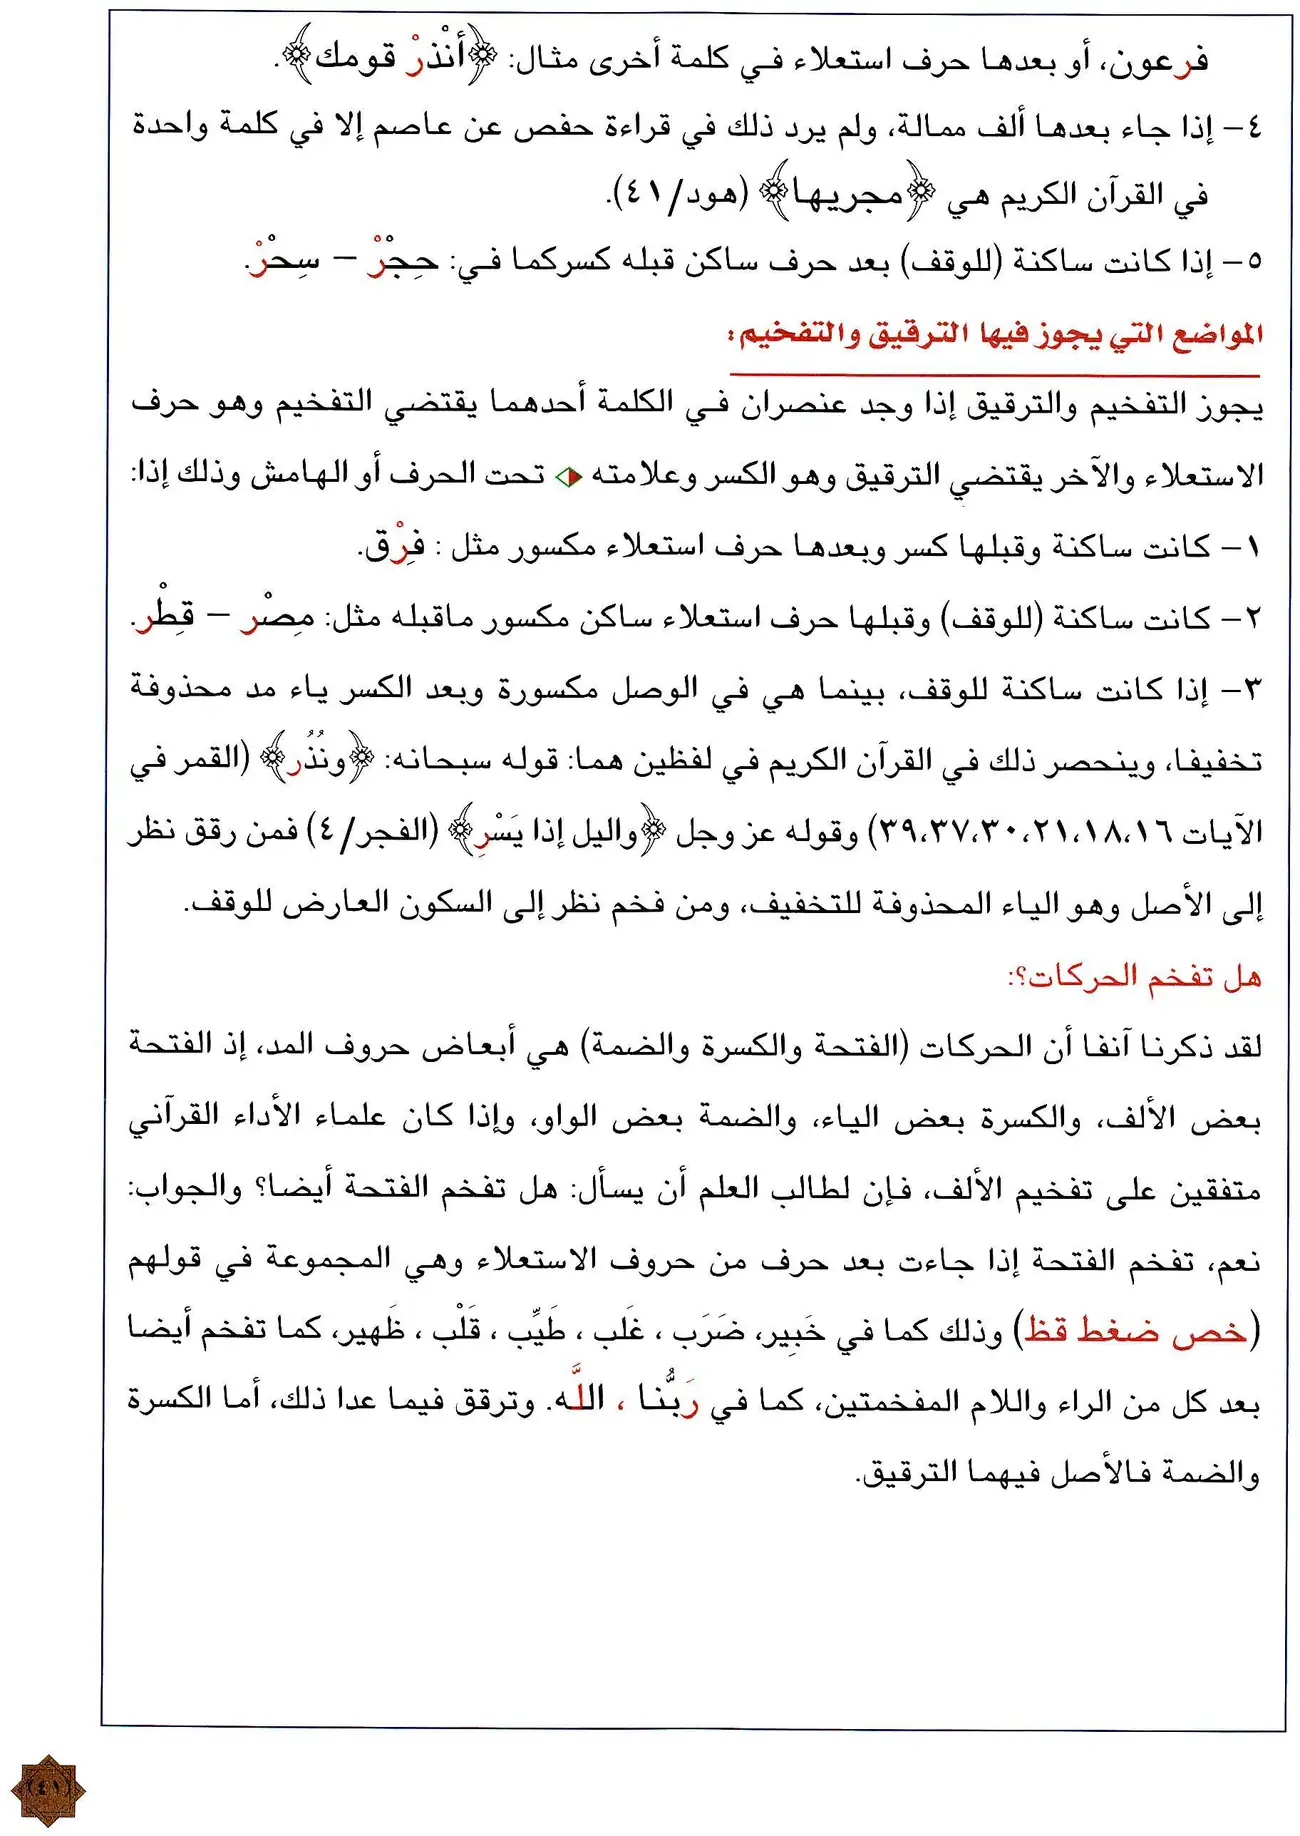 فرعون، أو بعدها حرف استعلاء في كلمة أخرى مثال: ﴿أنْذرْ قومك﴾.
٤- إذا جاء بعدها ألف ممالة، ولم يرد ذلك في قراءة حفص عن عاصم إلا في كلمة واحدة
في القرآن الكريم هي ﴿مجريها﴾ (هود/٤١).
٥- إذا كانت ساكنة (للوقف) بعد حرف ساكن قبله كسركما في: حِجْرْ - سِحْرْ.
المواضع التي يجوز فيها الترقيق والتفخيم:
يجوز التفخيم والترقيق إذا وجد عنصران في الكلمة أحدهما يقتضي التفخيم وهو حرف
الاستعلاء والآخر يقتضي الترقيق وهو الكسر وعلامته تحت الحرف أو الهامش وذلك إذا:
١- كانت ساكنة وقبلها كسر وبعدها حرف استعلاء مكسور مثل : فِرْق.
٢- كانت ساكنة (للوقف) وقبلها حرف استعلاء ساكن مكسور ماقبله مثل: مِصْر - قِطْر.
٣- إذا كانت ساكنة للوقف، بينما هي في الوصل مكسورة وبعد الكسر ياء مد محذوفة
تخفيفا، وينحصر ذلك في القرآن الكريم في لفظين هما: قوله سبحانه: ﴿ونُذُر﴾ (القمر في
الآيات ١٦،١٨،٢١،٣٠،٣٧،٣٩) وقوله عز وجل ﴿واليل إذا يَسْرِ﴾ (الفجر/٤) فمن رقق نظر
إلى الأصل وهو الياء المحذوفة للتخفيف، ومن فخم نظر إلى السكون العارض للوقف.
هل تفخم الحركات؟:
لقد ذكرنا آنفا أن الحركات (الفتحة والكسرة والضمة) هي أبعاض حروف المد، إذ الفتحة
بعض الألف، والكسرة بعض الياء، والضمة بعض الواو، وإذا كان علماء الأداء القرآني
متفقين على تفخيم الألف، فإن لطالب العلم أن يسأل: هل تفخم الفتحة أيضا؟ والجواب:
نعم، تفخم الفتحة إذا جاءت بعد حرف من حروف الاستعلاء وهي المجموعة في قولهم
(خص ضغط قظ) وذلك كما في خَبِير، ضَرَب ، غَلب ، طَيِّب ، قَلْب ، ظَهير، كما تفخم أيضا
بعد كل من الراء واللام المفخمتين، كما في رَبُّنا ، اللَّه. وترقق فيما عدا ذلك، أما الكسرة
والضمة فالأصل فيهما الترقيق.
(٤١)